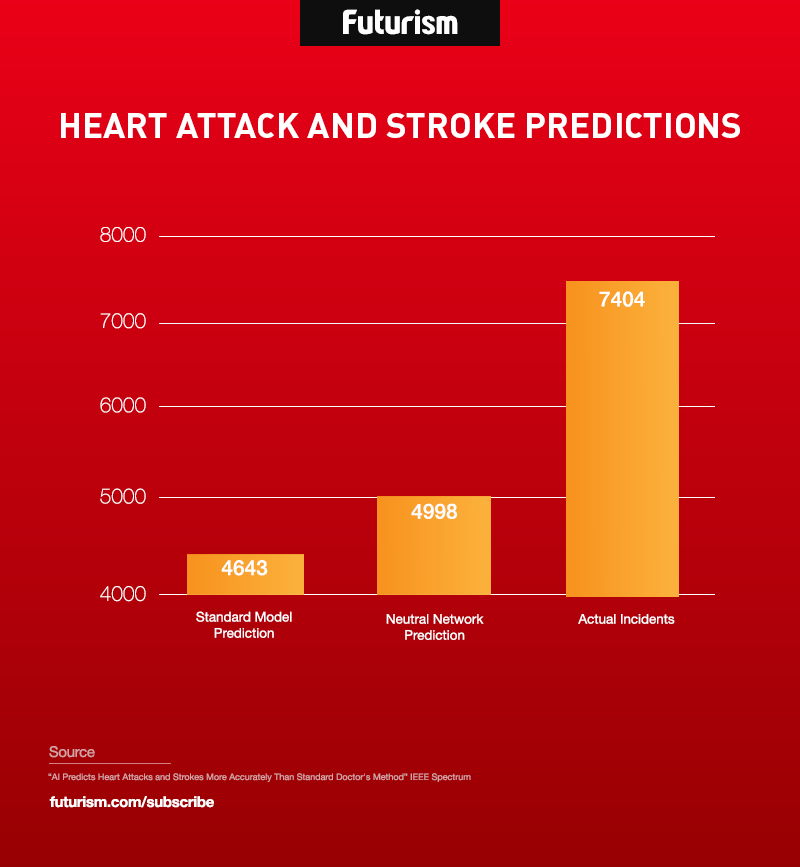 Futurism
HEART ATTACK AND STROKE PREDICTIONS
8000
7000
6000
5000
4000
4643
4998
7404
Standard Model
Prediction
Neutral Network
Prediction
Actual Incidents
Source
“AI Predicts Heart Attacks and Strokes More Accurately Than Standard Doctor's Method” IEEE Spectrum
futurism.com/subscribe